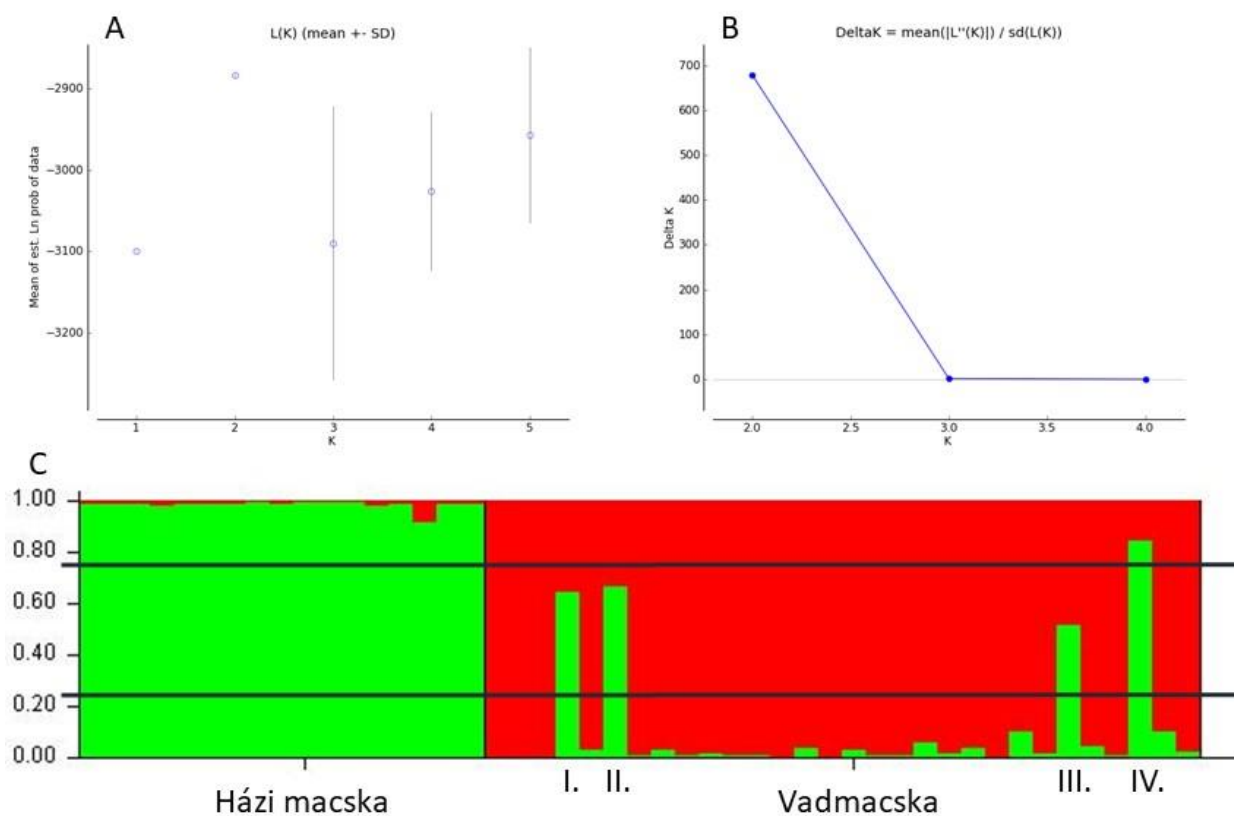 A
L(K) (mean +- SD)
Mean of est. Ln prob of data
−2900
−3000
−3100
−3200
1 2 3 4 5
K
B
DeltaK = mean(|L''(K)|) / sd(L(K))
Delta K
700
600
500
400
300
200
100
0
2.0 2.5 3.0 3.5 4.0
K
C
1.00
0.80
0.60
0.40
0.20
0.00
I. II. III. IV.
Házi macska Vadmacska